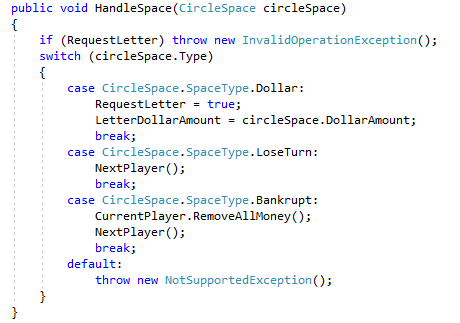 public void HandleSpace(CircleSpace circleSpace)
{
    if (RequestLetter) throw new InvalidOperationException();
    switch (circleSpace.Type)
    {
        case CircleSpace.SpaceType.Dollar:
            RequestLetter = true;
            LetterDollarAmount = circleSpace.DollarAmount;
            break;
        case CircleSpace.SpaceType.LoseTurn:
            NextPlayer();
            break;
        case CircleSpace.SpaceType.Bankrupt:
            CurrentPlayer.RemoveAllMoney();
            NextPlayer();
            break;
        default:
            throw new NotSupportedException();
    }
}